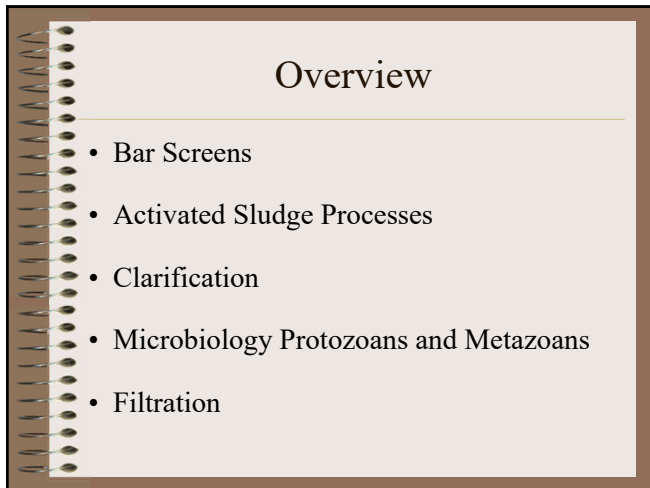 Overview
• Bar Screens
• Activated Sludge Processes
• Clarification
• Microbiology Protozoans and Metazoans
• Filtration